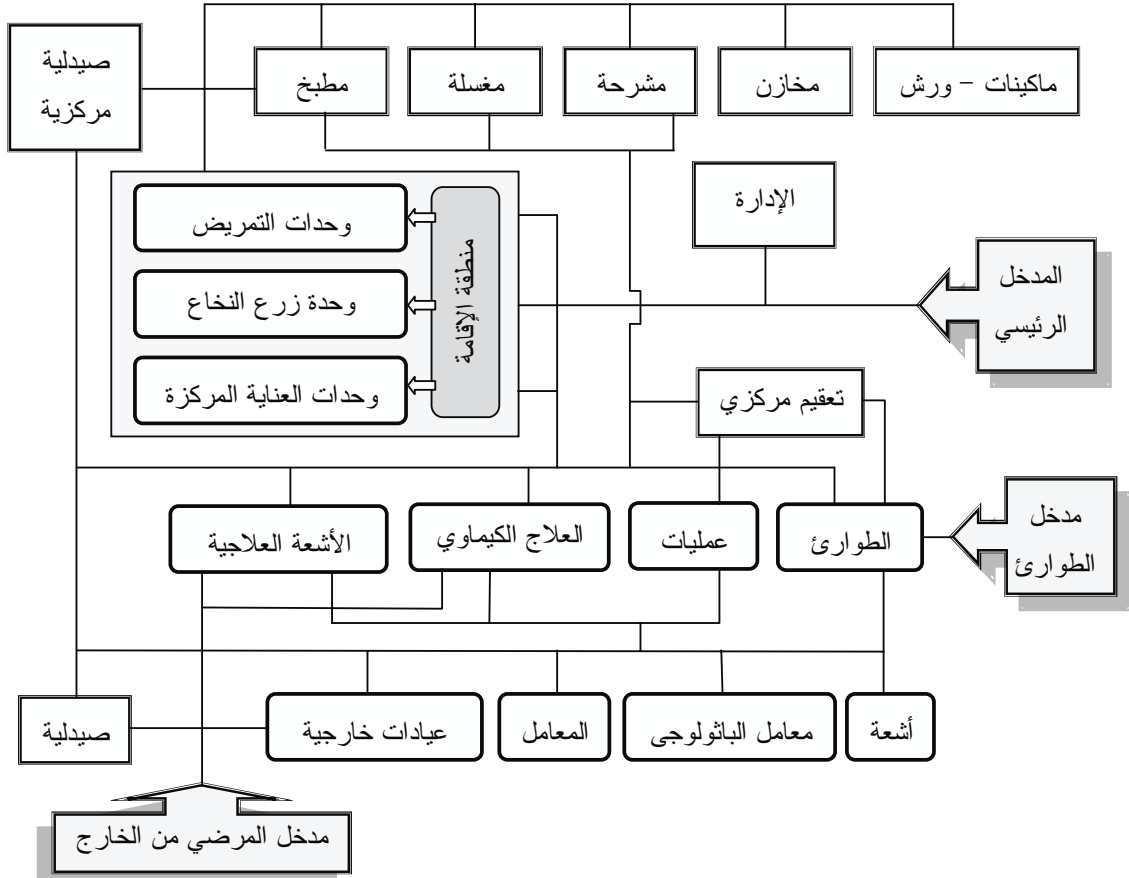 صيدلية
مركزية
مطبخ
مغسلة
مشرحة
مخازن
ماكينات – ورش
الإدارة
المدخل
الرئيسي
منطقة الإقامة
وحدات التمريض
وحدة زرع النخاع
وحدات العناية المركزة
تعقيم مركزي
مدخل
الطوارئ
الطوارئ
عمليات
العلاج الكيماوي
الأشعة العلاجية
أشعة
معامل الباثولوجى
المعامل
عيادات خارجية
صيدلية
مدخل المرضي من الخارج